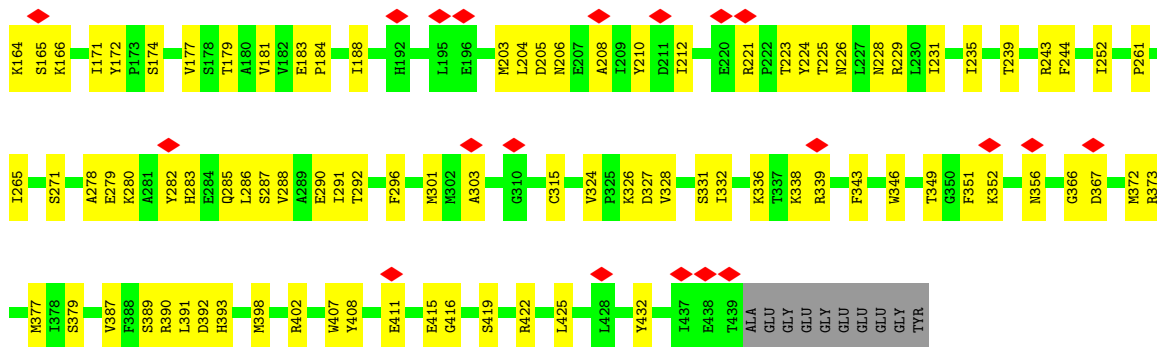 K164 S165 K166 I171 Y172 P173 S174 V177 S178 T179 A180 V181 V182 E183 P184 I188 H192 L195 E196 M203 L204 D205 N206 E207 A208 I209 Y210 D211 I212 E220 R221 P222 T223 Y224 T225 N226 L227 N228 R229 L230 I231 I235 T239 R243 F244 I252 P261
I265 S271 A278 E279 K280 A281 Y282 H283 E284 Q285 L286 S287 V288 A289 E290 I291 T292 F296 M301 M302 A303 G310 C315 V324 P325 K326 D327 V328 S331 I332 K336 T337 K338 R339 F343 W346 T349 G350 F351 K352 N356 G366 D367 M372 R373
M377 I378 S379 V387 F388 S389 R390 L391 D392 H393 M398 R402 W407 Y408 E411 E415 G416 S419 R422 L425 L428 Y432 I437 E438 T439 ALA GLU GLY GLU GLY GLU GLU GLU GLY TYR